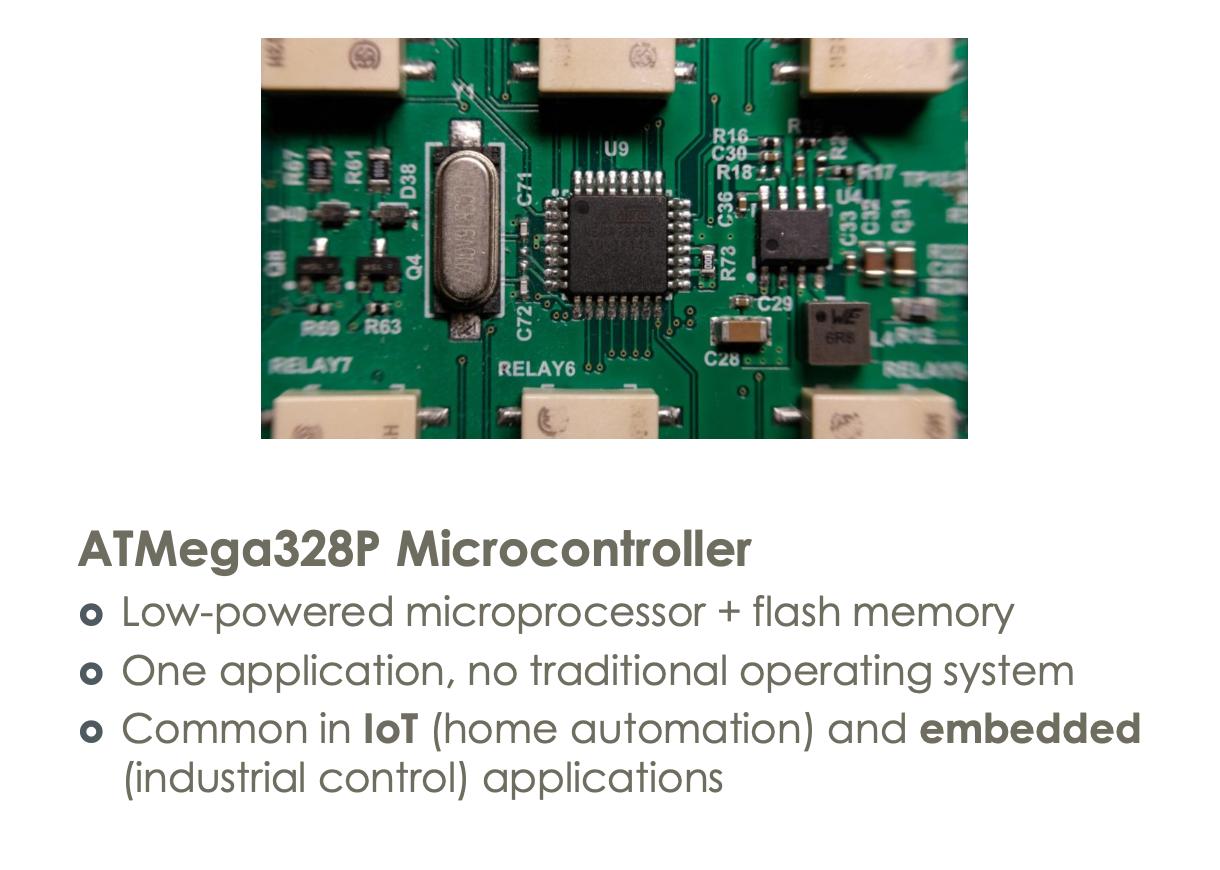 Y1
U9
R16
C30
R18
R17
R67
R61
D38
C71
C36
C33
C32
Q31
D40
Q8
Q4
R73
C29
C72
R69
R63
C28
WE
6R8
RELAY7
RELAY6
ATMega328P Microcontroller
Low-powered microprocessor + flash memory
One application, no traditional operating system
Common in IoT (home automation) and embedded
(industrial control) applications